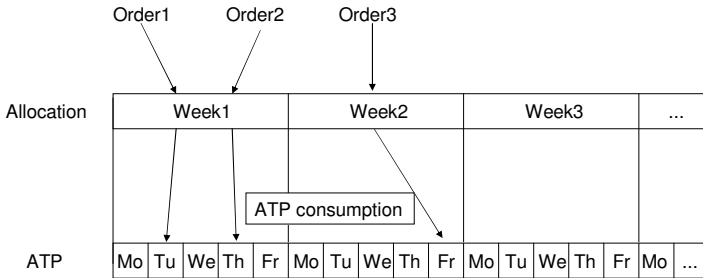 Order1 Order2 Order3
Allocation Week1 Week2 Week3 ...
ATP consumption
ATP Mo Tu We Th Fr Mo Tu We Th Fr Mo Tu We Th Fr Mo ...